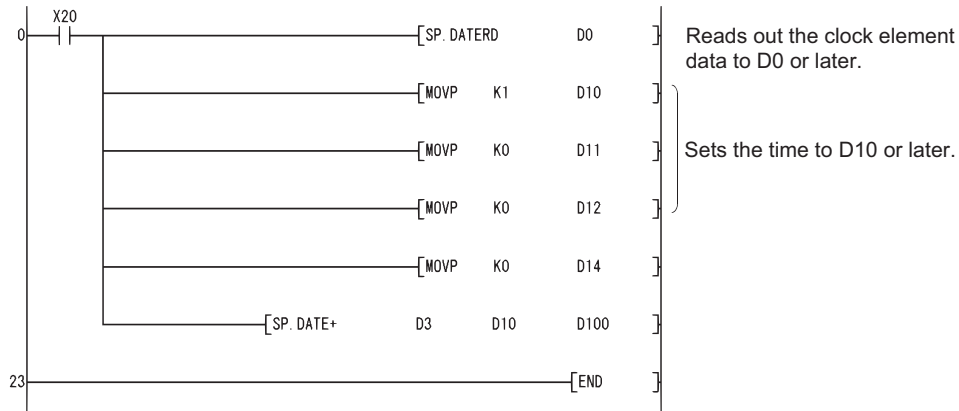 X20
0 [SP. DATERD D0 ] Reads out the clock element
data to D0 or later.
[MOVP K1 D10 ]
[MOVP K0 D11 ] Sets the time to D10 or later.
[MOVP K0 D12 ]
[MOVP K0 D14 ]
[SP. DATE+ D3 D10 D100 ]
23 [END ]